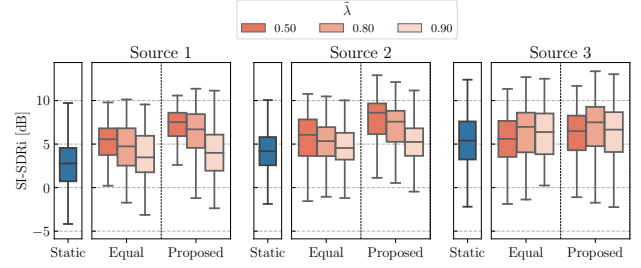 λ̃
0.50 0.80 0.90
Source 1 Source 2 Source 3
SI-SDRi [dB]
10
5
0
−5
Static Equal Proposed Static Equal Proposed Static Equal Proposed